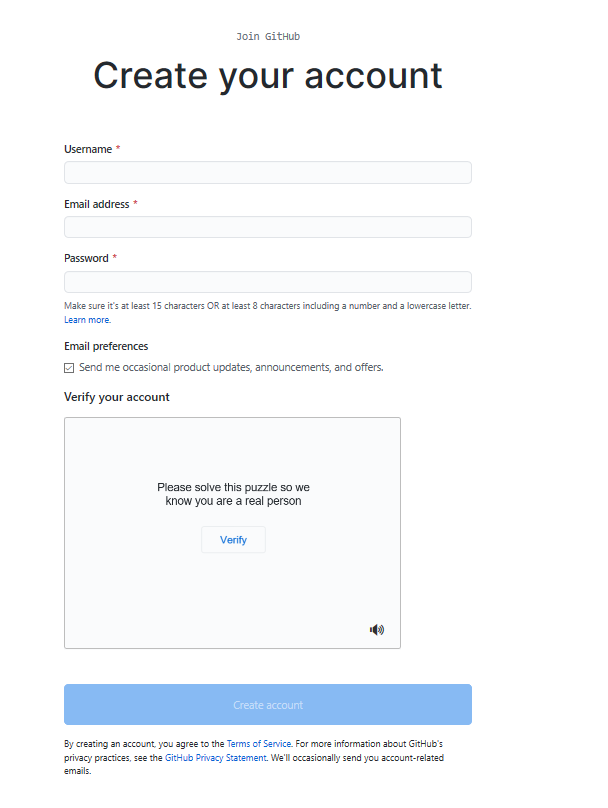 Join GitHub
Create your account
Username *
Email address *
Password *
Make sure it's at least 15 characters OR at least 8 characters including a number and a lowercase letter.
Learn more.
Email preferences
Send me occasional product updates, announcements, and offers.
Verify your account
Please solve this puzzle so we
know you are a real person
Verify
Create account
By creating an account, you agree to the Terms of Service. For more information about GitHub's
privacy practices, see the GitHub Privacy Statement. We'll occasionally send you account-related
emails.